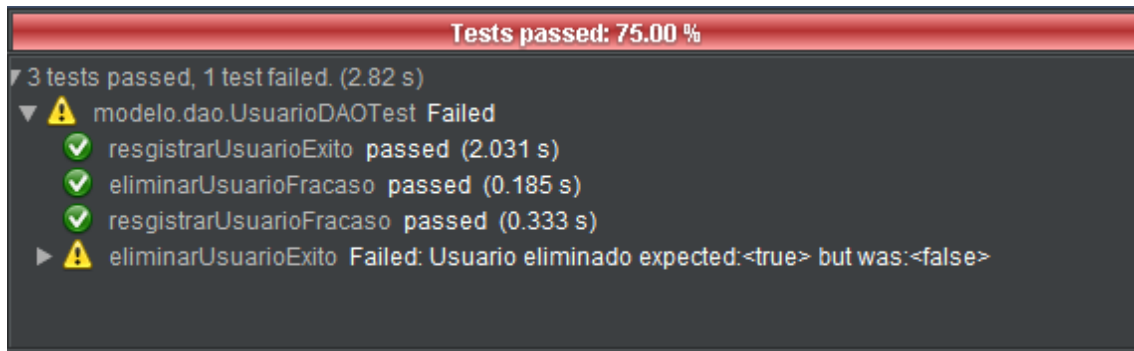 Tests passed: 75.00 %
3 tests passed, 1 test failed. (2.82 s)
modelo.dao.UsuarioDAOTest Failed
resgistrarUsuarioExito passed (2.031 s)
eliminarUsuarioFracaso passed (0.185 s)
resgistrarUsuarioFracaso passed (0.333 s)
eliminarUsuarioExito Failed: Usuario eliminado expected:<true> but was:<false>